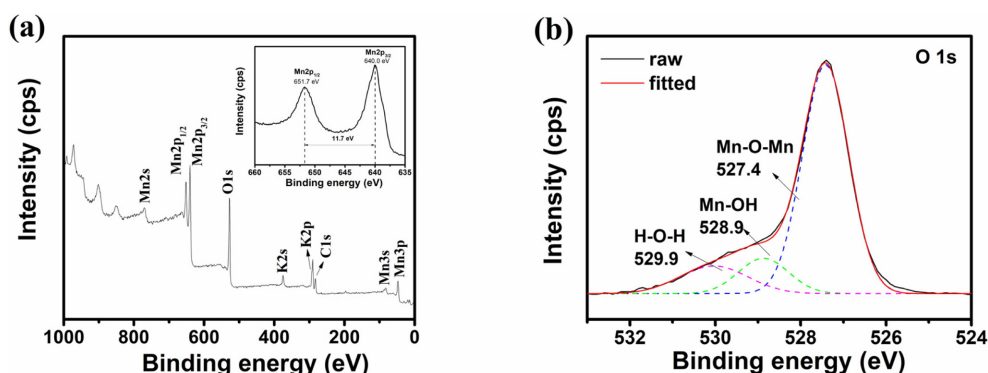 (a)
Intensity (cps)
Mn2s
Mn2p1/2
Mn2p3/2
O1s
K2s
K2p
C1s
Mn3s
Mn3p
1000 800 600 400 200 0
Binding energy (eV)
Intensity (cps)
Mn2p1/2
651.7 eV
Mn2p3/2
640.0 eV
11.7 eV
660 655 650 645 640 635
Binding energy (eV)
(b)
Intensity (cps)
raw
fitted
O 1s
Mn-O-Mn
527.4
Mn-OH
528.9
H-O-H
529.9
532 530 528 526 524
Binding energy (eV)